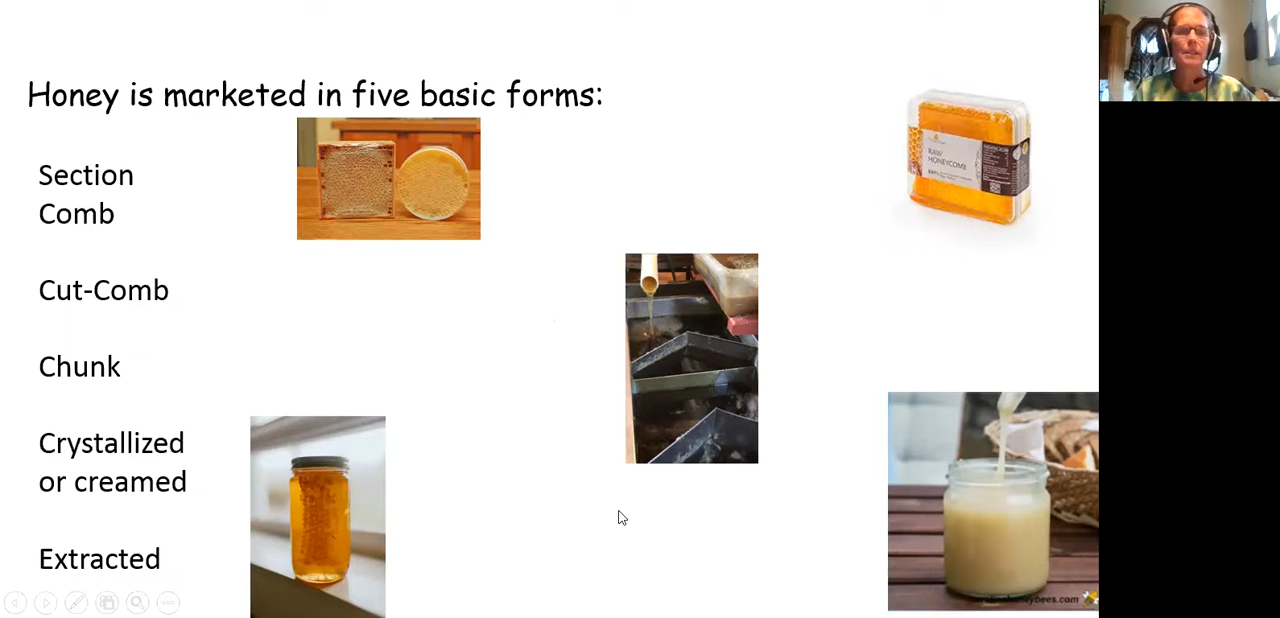 Honey is marketed in five basic forms:
Section
Comb
Cut-Comb
Chunk
Crystallized
or creamed
Extracted
RAW
HONEYCOMB